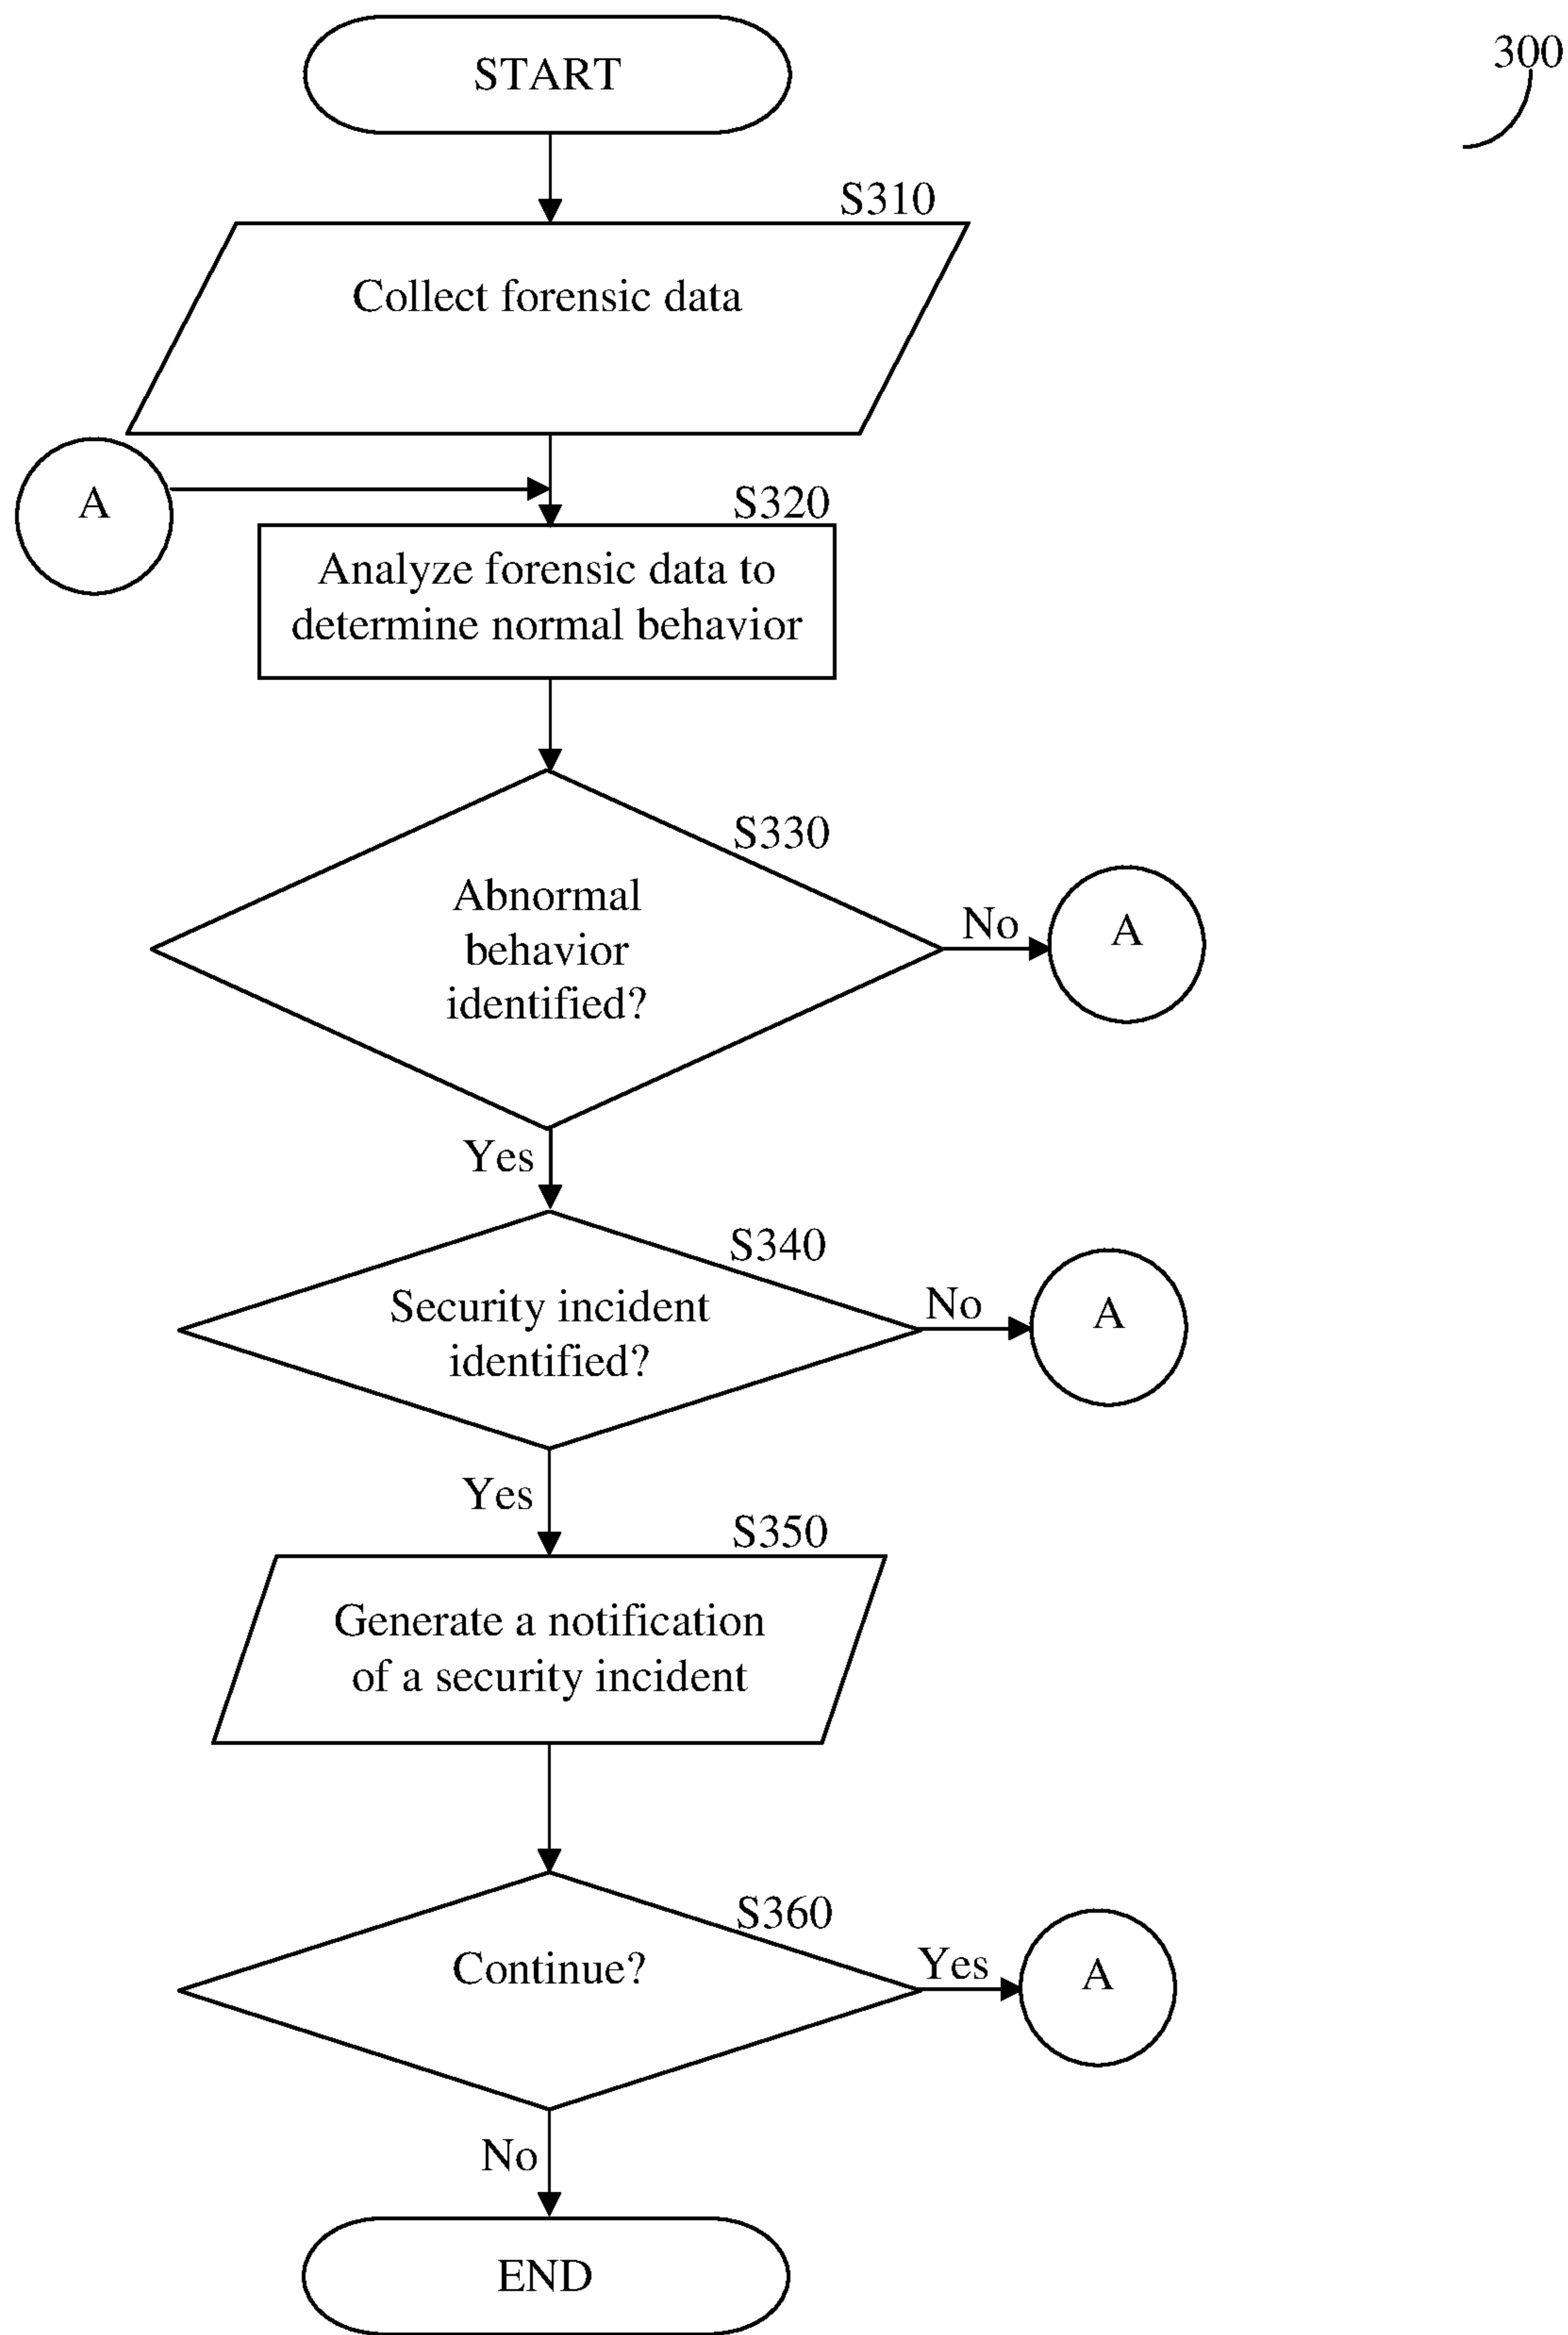 START
300
S310
Collect forensic data
A
S320
Analyze forensic data to
determine normal behavior
S330
Abnormal
behavior
identified?
No
A
Yes
S340
Security incident
identified?
No
A
Yes
S350
Generate a notification
of a security incident
S360
Continue?
Yes
A
No
END